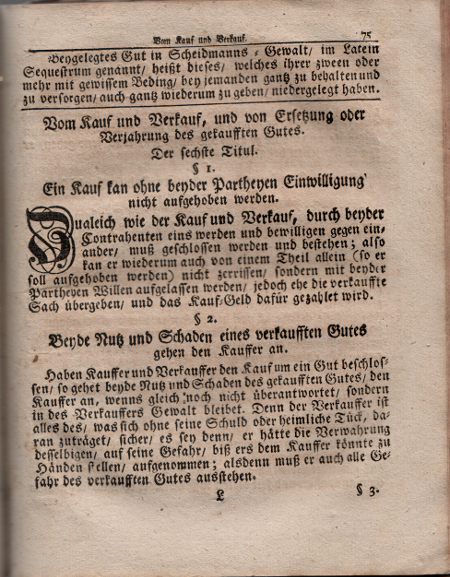 Vom Kauf und Verkauf. 75
Beygelegtes Gut in Scheidmanns-Gewalt/ im Latein
Sequestrum genannt/ heißt dieses/ welches ihrer zween oder
mehr mit gewissem Beding/ bey jemanden gantz zu behalten und
zu versorgen/ auch gantz wiederum zu geben/ niedergelegt haben.
Vom Kauf und Verkauf, und von Ersetzung oder
Verjahrung des gekaufften Gutes.
Der sechste Titul.
§ 1.
Ein Kauf kan ohne beyder Partheyen Einwilligung
nicht aufgehoben werden.
Zugleich wie der Kauf und Verkauf, durch beyder
Contrahenten eins werden und bewilligen gegen ein-
ander/ muß geschlossen werden und bestehen; also
kan er wiederum auch von einem Theil allein (so er
soll aufgehoben werden) nicht zerrissen/ sondern mit beyder
Partheyen Willen aufgelassen werden/ jedoch ehe die verkauffte
Sach übergeben/ und das Kauf-Geld dafür gezahlet wird.
§ 2.
Beyde Nutz und Schaden eines verkaufften Gutes
gehen den Kauffer an.
Haben Kauffer und Verkauffer den Kauf um ein Gut beschlos-
sen/ so gehet beyde Nutz und Schaden des gekaufften Gutes/ den
Kauffer an, wenns gleich noch nicht überantwortet/ sondern
in des Verkauffers Gewalt bleibet. Denn der Verkauffer ist
alles des/ was sich ohne seine Schuld oder heimliche Tück, da-
ran zuträget/ sicher/ es sey denn/ er hätte die Verwahrung
desselbigen/ auf seine Gefahr/ biß ers dem Kauffer könnte zu
Händen stellen/ aufgenommen; alsdenn muß er auch alle Ge-
fahr des verkaufften Gutes ausstehen.
§ 3.